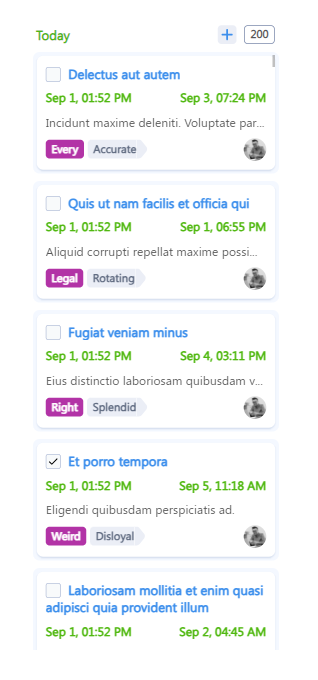 Today + 200
Delectus aut autem
Sep 1, 01:52 PM Sep 3, 07:24 PM
Incidunt maxime deleniti. Voluptate par...
Every Accurate
Quis ut nam facilis et officia qui
Sep 1, 01:52 PM Sep 1, 06:55 PM
Aliquid corrupti repellat maxime possi...
Legal Rotating
Fugiat veniam minus
Sep 1, 01:52 PM Sep 4, 03:11 PM
Eius distinctio laboriosam quibusdam v...
Right Splendid
Et porro tempora
Sep 1, 01:52 PM Sep 5, 11:18 AM
Eligendi quibusdam perspiciatis ad.
Weird Disloyal
Laboriosam mollitia et enim quasi
adipisci quia provident illum
Sep 1, 01:52 PM Sep 2, 04:45 AM